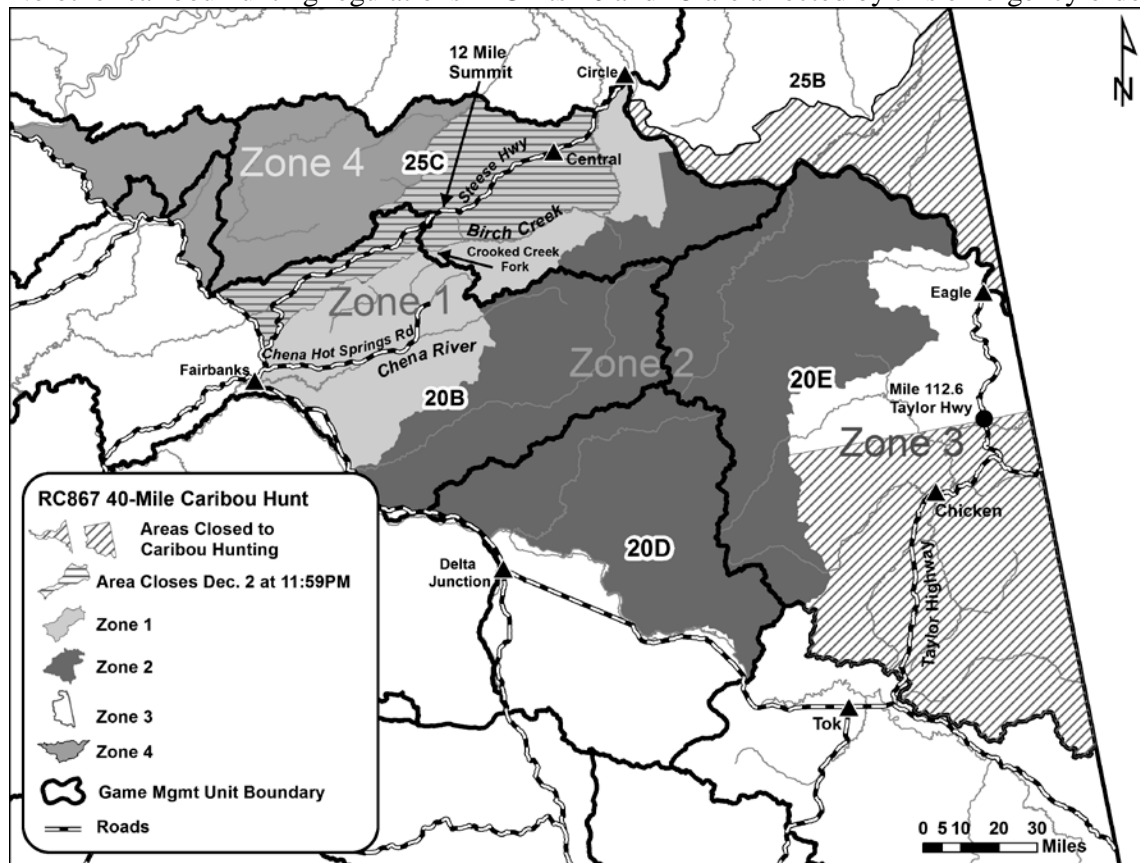 12 Mile
Summit
Circle
25B
N
Zone 4
25C
Steese Hwy
Central
Birch Creek
Crooked Creek
Fork
Zone 1
Eagle
Chena Hot Springs Rd
Chena River
Zone 2
Fairbanks
20B
20E
Mile 112.6
Taylor Hwy
Zone 3
Chicken
20D
Delta
Junction
Taylor Highway
Tok
RC867 40-Mile Caribou Hunt
Areas Closed to
Caribou Hunting
Area Closes Dec. 2 at 11:59PM
Zone 1
Zone 2
Zone 3
Zone 4
Game Mgmt Unit Boundary
Roads
0 5 10 20 30
Miles